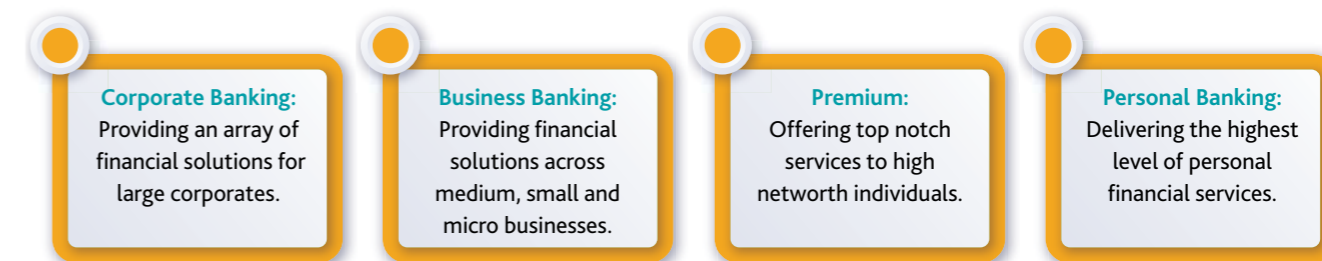 Corporate Banking:
Providing an array of
financial solutions for
large corporates.
Business Banking:
Providing financial
solutions across
medium, small and
micro businesses.
Premium:
Offering top notch
services to high
networth individuals.
Personal Banking:
Delivering the highest
level of personal
financial services.